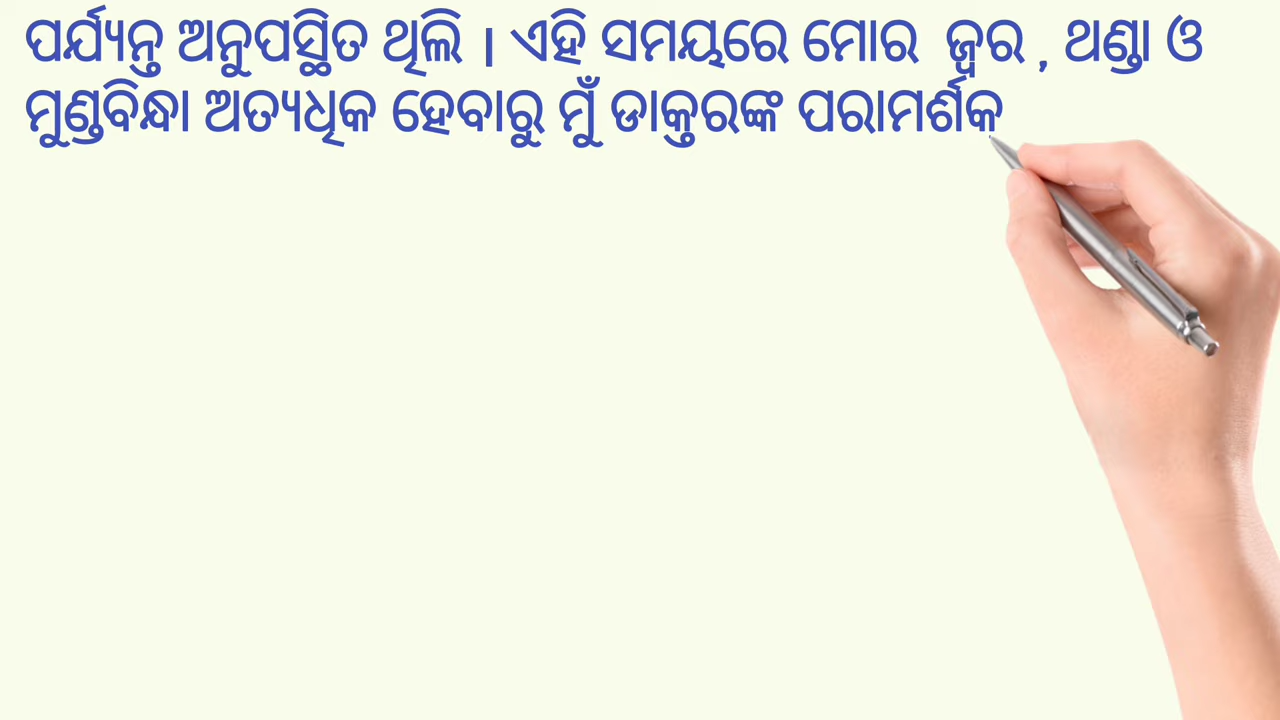 ପର୍ଯ୍ୟନ୍ତ ଅନୁପସ୍ଥିତ ଥିଲି । ଏହି ସମୟରେ ମୋର ଜ୍ୱର , ଥଣ୍ଡା ଓ
ମୁଣ୍ଡବିନ୍ଧା ଅତ୍ୟଧିକ ହେବାରୁ ମୁଁ ଡାକ୍ତରଙ୍କ ପରାମର୍ଶକ